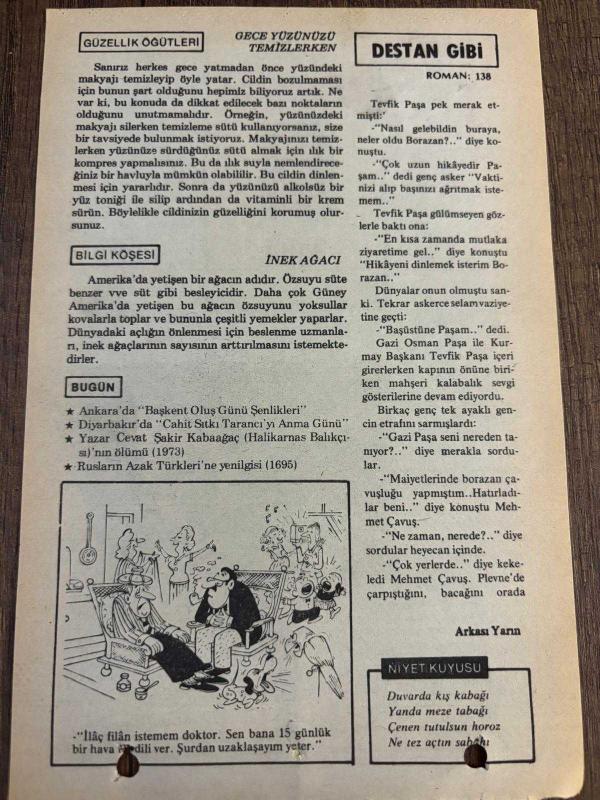 GÜZELLİK ÖĞÜTLERİ
GECE YÜZÜNÜZÜ
TEMİZLERKEN
Sanırız herkes gece yatmadan önce yüzündeki
makyajı temizleyip öyle yatar. Cildin bozulmaması
için bunun şart olduğunu hepimiz biliyoruz artık. Ne
var ki, bu konuda da dikkat edilecek bazı noktaların
olduğunu unutmamalıdır. Örneğin, yüzünüzdeki
makyajı silerken temizleme sütü kullanıyorsanız, size
bir tavsiyede bulunmak istiyoruz. Makyajınızı temiz-
lerken yüzünüze sürdüğünüz sütü almak için ılık bir
kompres yapmalısınız. Bu da ılık suyla nemlendirece-
ğiniz bir havluyla mümkün olabilir. Bu cildin dinlen-
mesi için yararlıdır. Sonra da yüzünüzü alkolsüz bir
yüz toniği ile silip ardından da vitaminli bir krem
sürün. Böylelikle cildinizin güzelliğini korumuş olur-
sunuz.
BİLGİ KÖŞESİ
İNEK AĞACI
Amerika'da yetişen bir ağacın adıdır. Özsuyu süte
benzer vve süt gibi besleyicidir. Daha çok Güney
Amerika'da yetişen bu ağacın özsuyunu yoksullar
kovalarla toplar ve bununla çeşitli yemekler yaparlar.
Dünyadaki açlığın önlenmesi için beslenme uzmanla-
rı, inek ağaçlarının sayısının arttırılmasını istemekte-
dirler.
BUGÜN
★ Ankara'da "Başkent Oluş Günü Şenlikleri"
★ Diyarbakır'da "Cahit Sıtkı Tarancı'yı Anma Günü"
★ Yazar Cevat Şakir Kabaağaç (Halikarnas Balıkçı-
sı)'nın ölümü (1973)
★ Rusların Azak Türkleri'ne yenilgisi (1695)
-"İlâç filân istemem doktor. Sen bana 15 günlük
bir hava dili ver. Şurdan uzaklaşayım yeter."
DESTAN GİBİ
ROMAN: 138
Tevfik Paşa pek merak et-
mişti:
-"Nasıl gelebildin buraya,
neler oldu Borazan?.." diye ko-
nuştu.
-"Çok uzun hikâyedir Pa-
şam.." dedi genç asker "Vakti-
nizi alıp başınızı ağrıtmak iste-
mem.."
Tevfik Paşa gülümseyen göz-
lerle baktı ona:
-"En kısa zamanda mutlaka
ziyaretime gel.." diye konuştu
"Hikâyeni dinlemek isterim Bo-
razan.."
Dünyalar onun olmuştu san-
ki. Tekrar askerce selam vaziye-
tine geçti:
-"Başüstüne Paşam.." dedi.
Gazi Osman Paşa ile Kur-
may Başkanı Tevfik Paşa içeri
girerlerken kapının önüne biri-
ken mahşeri kalabalık sevgi
gösterilerine devam ediyordu.
Birkaç genç tek ayaklı gen-
cin etrafını sarmışlardı:
-"Gazi Paşa seni nereden ta-
nıyor?.." diye merakla sordu-
lar.
-"Maiyetlerinde borazan ça-
vuşluğu yapmıştım..Hatırladı-
lar beni.." diye konuştu Meh-
met Çavuş.
-"Ne zaman, nerede?.." diye
sordular heyecan içinde.
-"Çok yerlerde.." diye keke-
ledi Mehmet Çavuş. Plevne'de
çarpıştığını, bacağını orada
Arkası Yarın
NİYET KUYUSU
Duvarda kış kabağı
Yanda meze tabağı
Çenen tutulsun horoz
Ne tez açtın sabahı